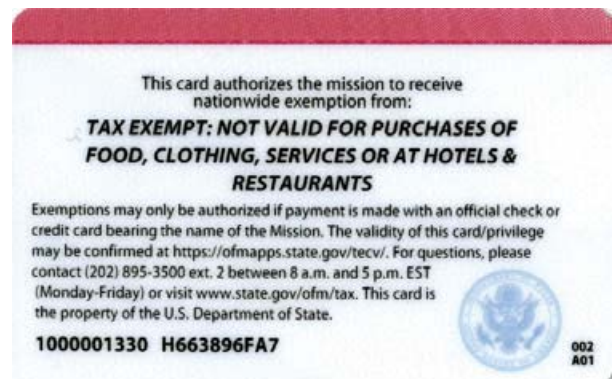 This card authorizes the mission to receive
nationwide exemption from:
TAX EXEMPT: NOT VALID FOR PURCHASES OF
FOOD, CLOTHING, SERVICES OR AT HOTELS &
RESTAURANTS
Exemptions may only be authorized if payment is made with an official check or
credit card bearing the name of the Mission. The validity of this card/privilege
may be confirmed at https://ofmapps.state.gov/tecv/. For questions, please
contact (202) 895-3500 ext. 2 between 8 a.m. and 5 p.m. EST
(Monday-Friday) or visit www.state.gov/ofm/tax. This card is
the property of the U.S. Department of State.
1000001330 H663896FA7
002
A01